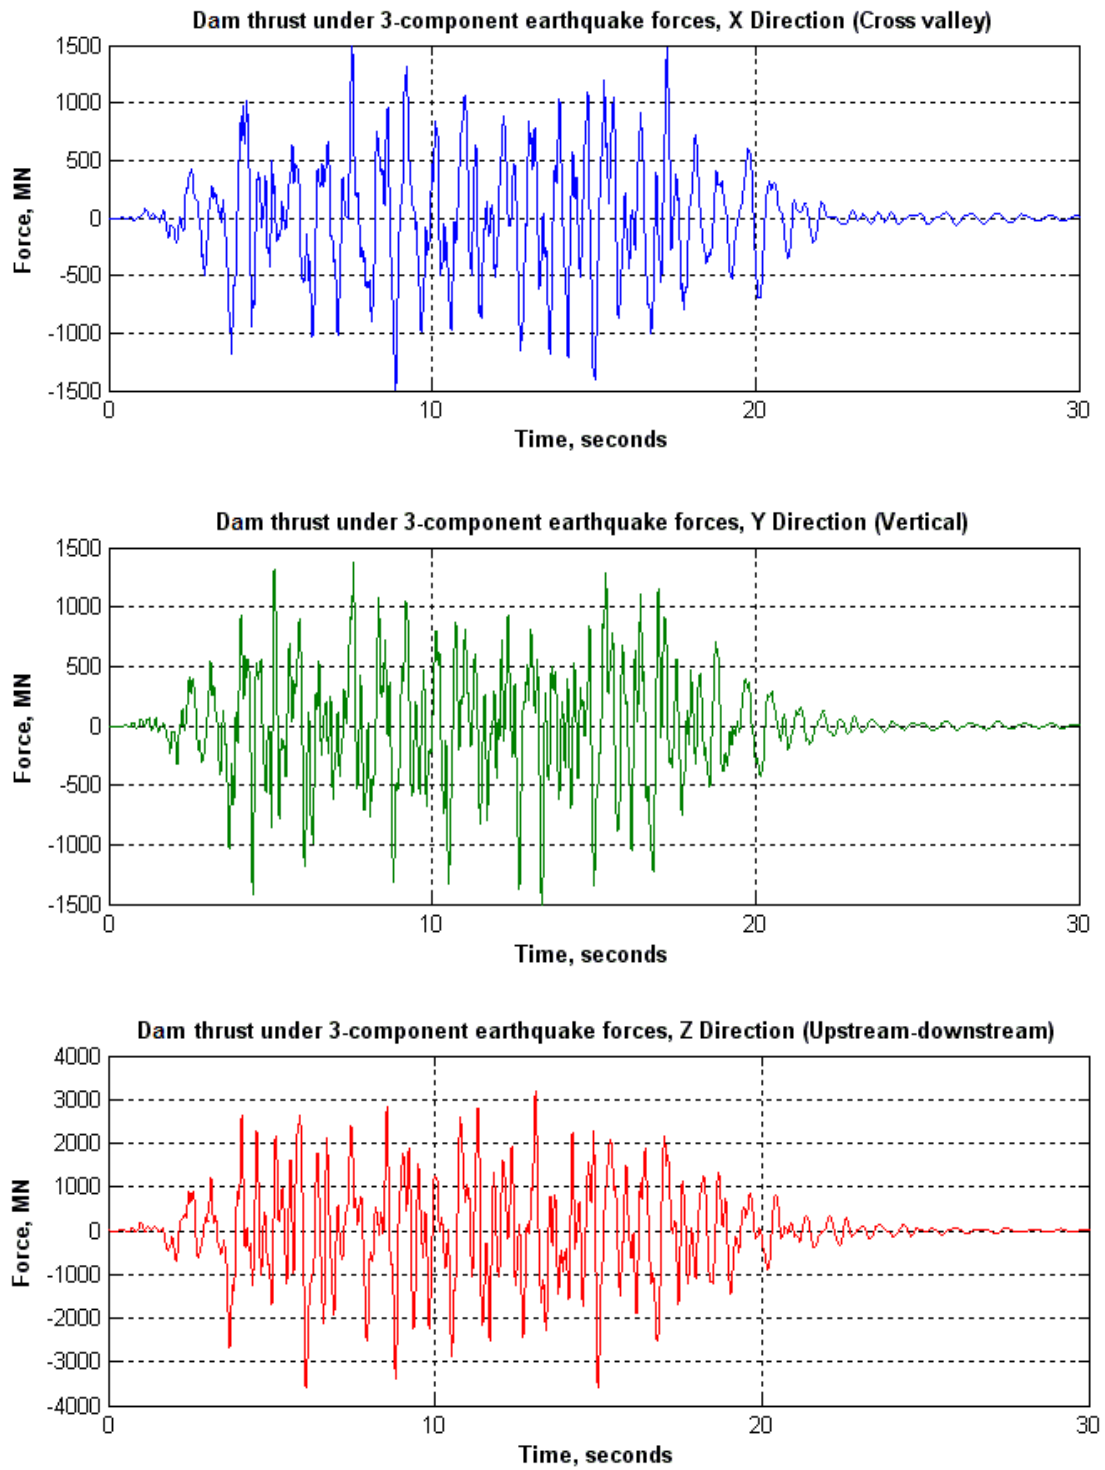 Dam thrust under 3-component earthquake forces, X Direction (Cross valley)
1500
1000
500
0
-500
-1000
-1500
Force, MN
0 10 20 30
Time, seconds
Dam thrust under 3-component earthquake forces, Y Direction (Vertical)
1500
1000
500
0
-500
-1000
-1500
Force, MN
0 10 20 30
Time, seconds
Dam thrust under 3-component earthquake forces, Z Direction (Upstream-downstream)
4000
3000
2000
1000
0
-1000
-2000
-3000
-4000
Force, MN
0 10 20 30
Time, seconds